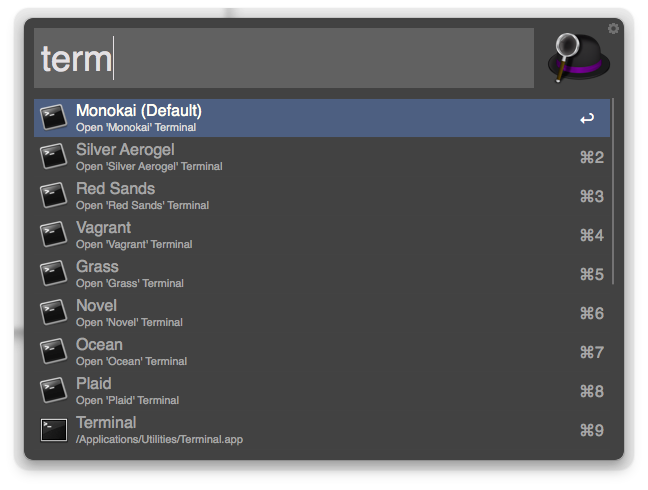 term
Monokai (Default)
Open 'Monokai' Terminal
↩
Silver Aerogel
Open 'Silver Aerogel' Terminal
⌘2
Red Sands
Open 'Red Sands' Terminal
⌘3
Vagrant
Open 'Vagrant' Terminal
⌘4
Grass
Open 'Grass' Terminal
⌘5
Novel
Open 'Novel' Terminal
⌘6
Ocean
Open 'Ocean' Terminal
⌘7
Plaid
Open 'Plaid' Terminal
⌘8
Terminal
/Applications/Utilities/Terminal.app
⌘9